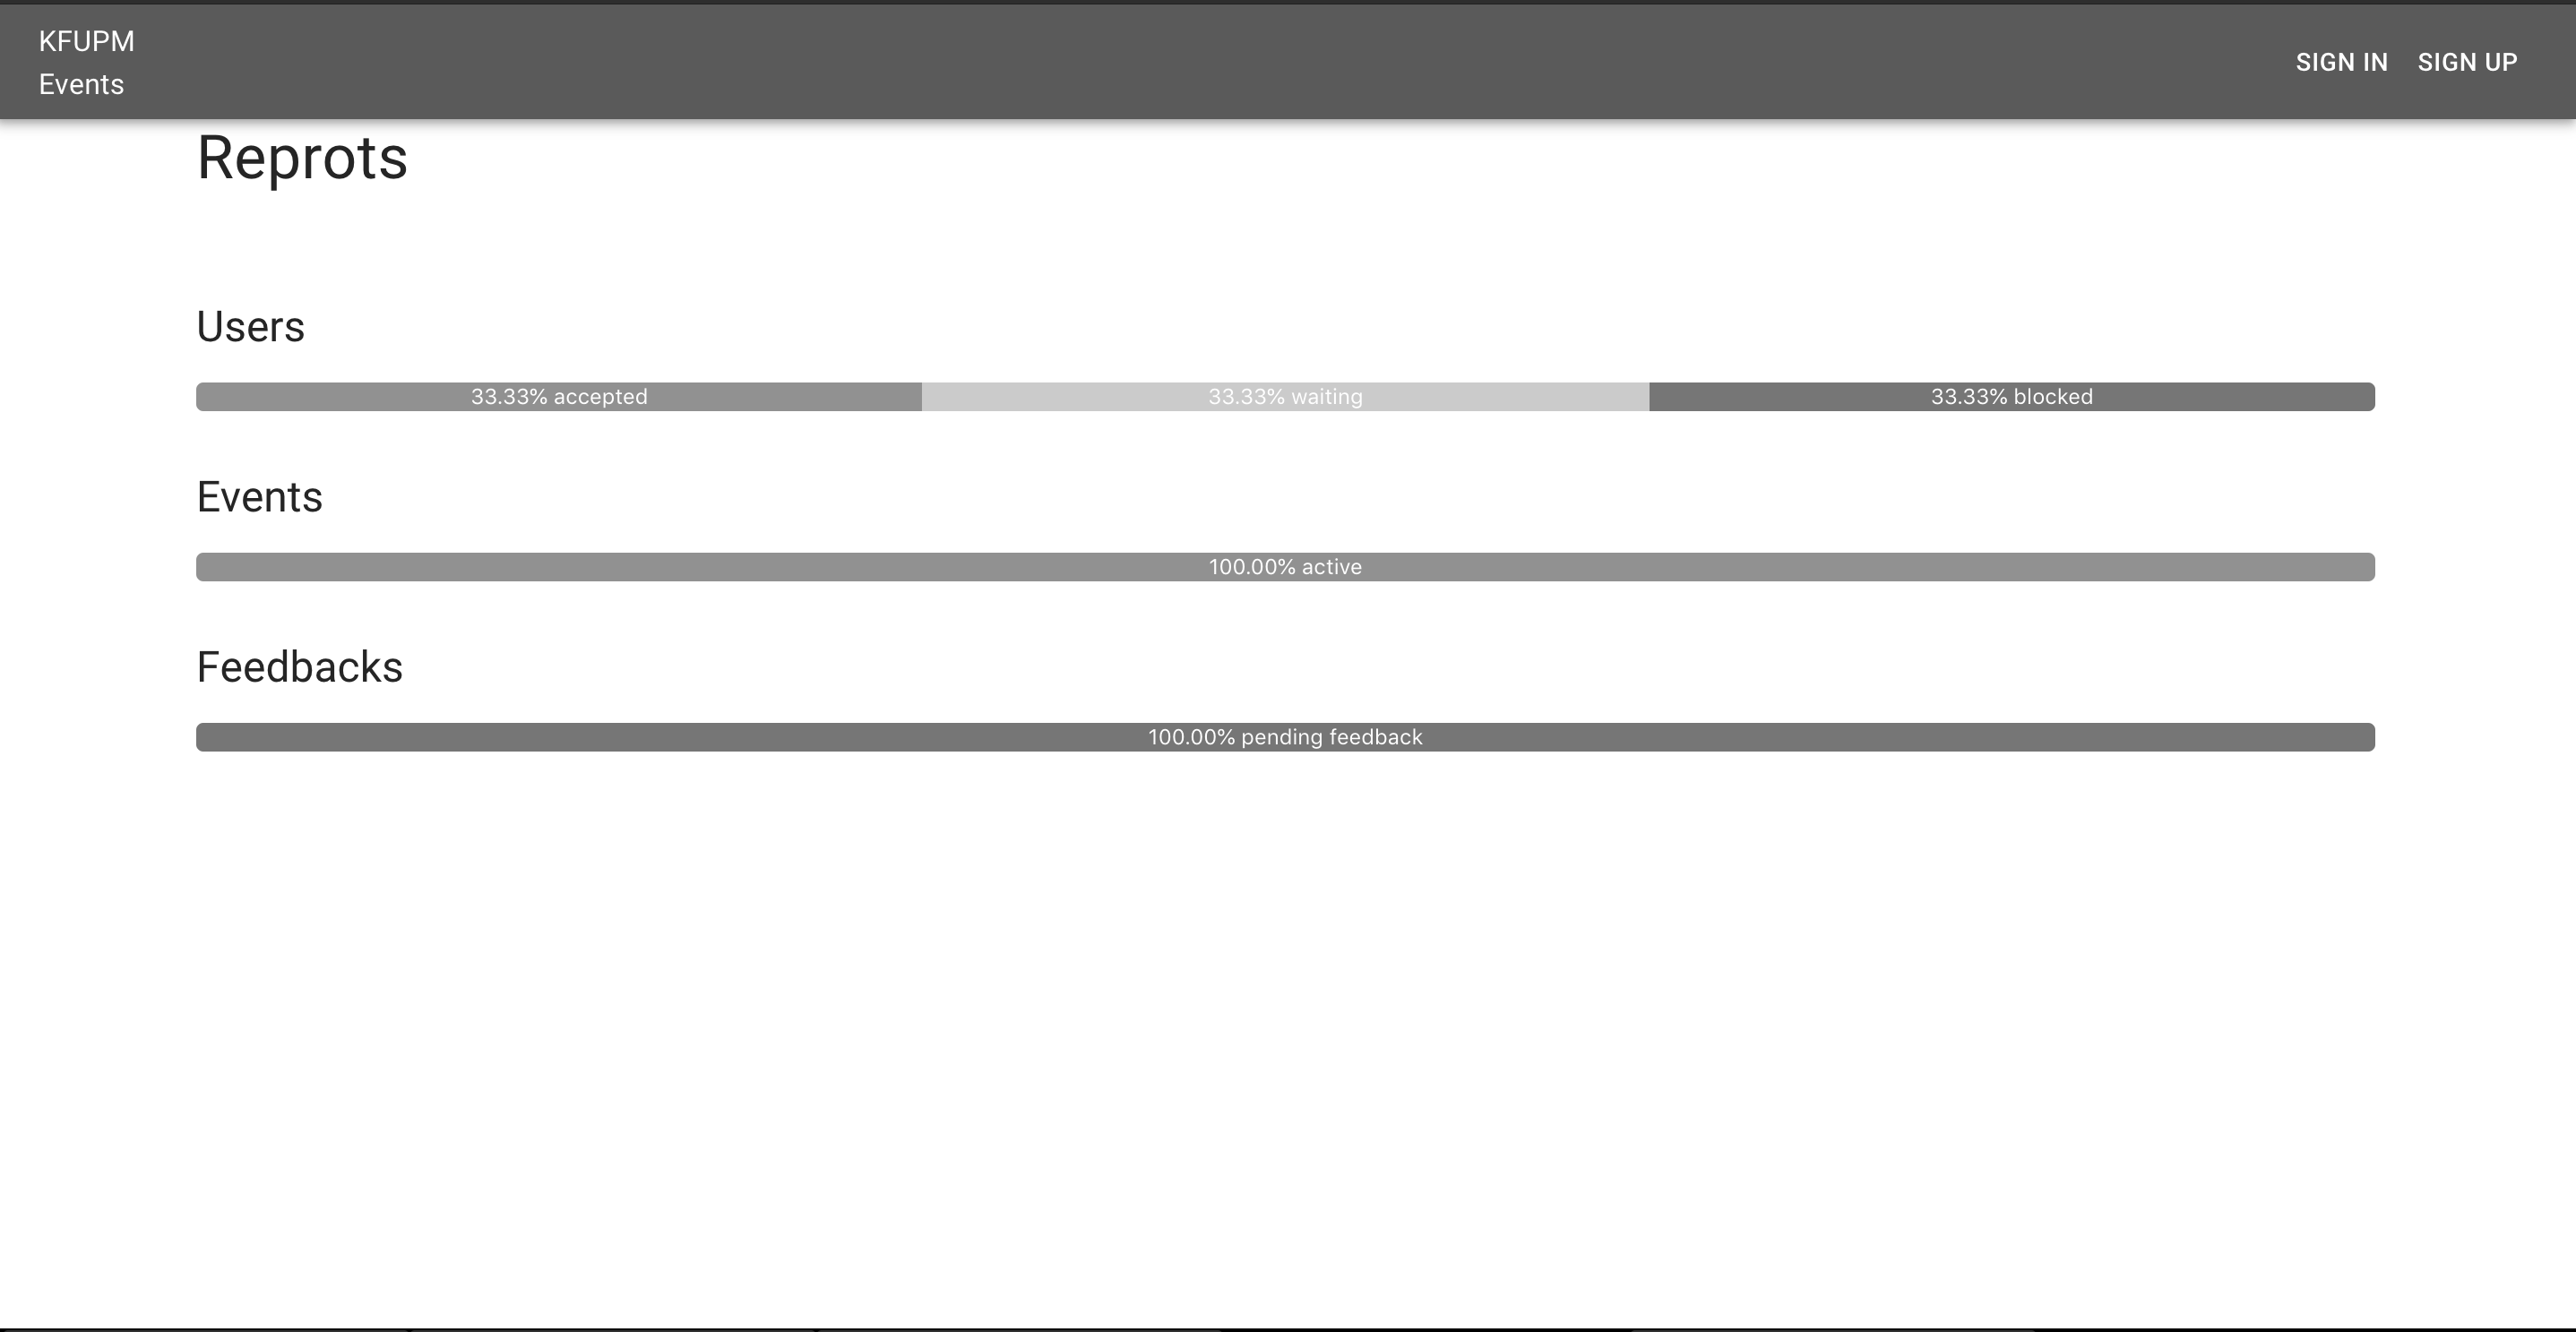 KFUPM
Events
SIGN IN SIGN UP
Reprots
Users
33.33% accepted 33.33% waiting 33.33% blocked
Events
100.00% active
Feedbacks
100.00% pending feedback